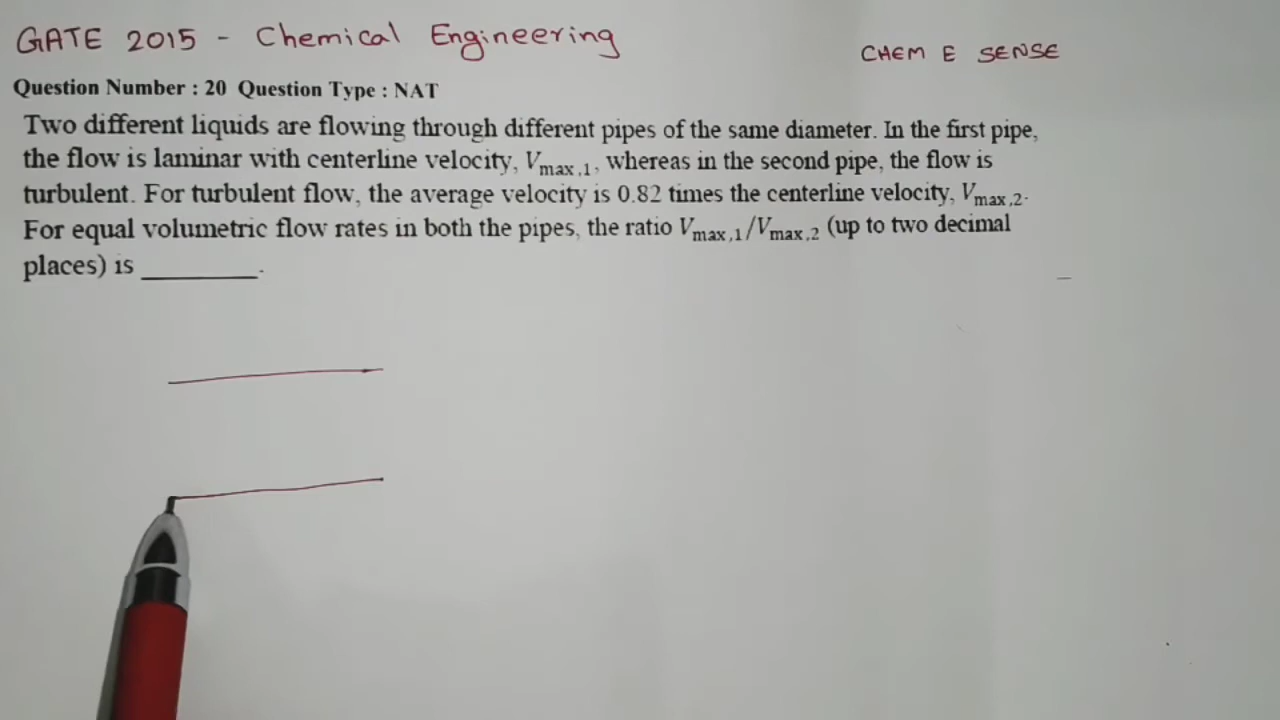 GATE 2015 - Chemical Engineering
CHEM E SENSE
Question Number : 20 Question Type : NAT
Two different liquids are flowing through different pipes of the same diameter. In the first pipe,
the flow is laminar with centerline velocity, Vmax,1, whereas in the second pipe, the flow is
turbulent. For turbulent flow, the average velocity is 0.82 times the centerline velocity, Vmax,2.
For equal volumetric flow rates in both the pipes, the ratio Vmax,1/Vmax,2 (up to two decimal
places) is ________.